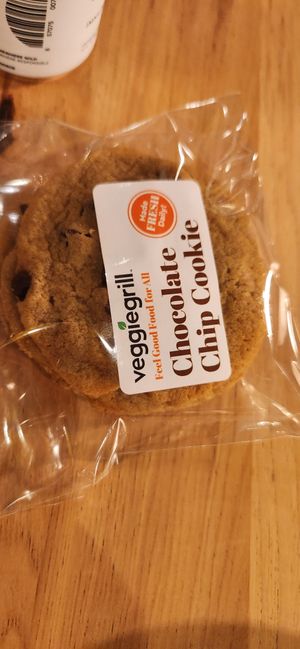 veggiegrill
Feel Good Food for All
Made
FRESH
Daily!
Chocolate
Chip Cookie